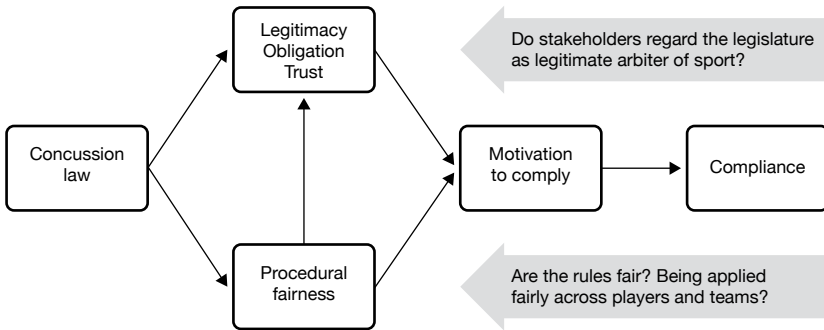 Legitimacy
Obligation
Trust
Do stakeholders regard the legislature
as legitimate arbiter of sport?
Concussion
law
Motivation
to comply
Compliance
Procedural
fairness
Are the rules fair? Being applied
fairly across players and teams?